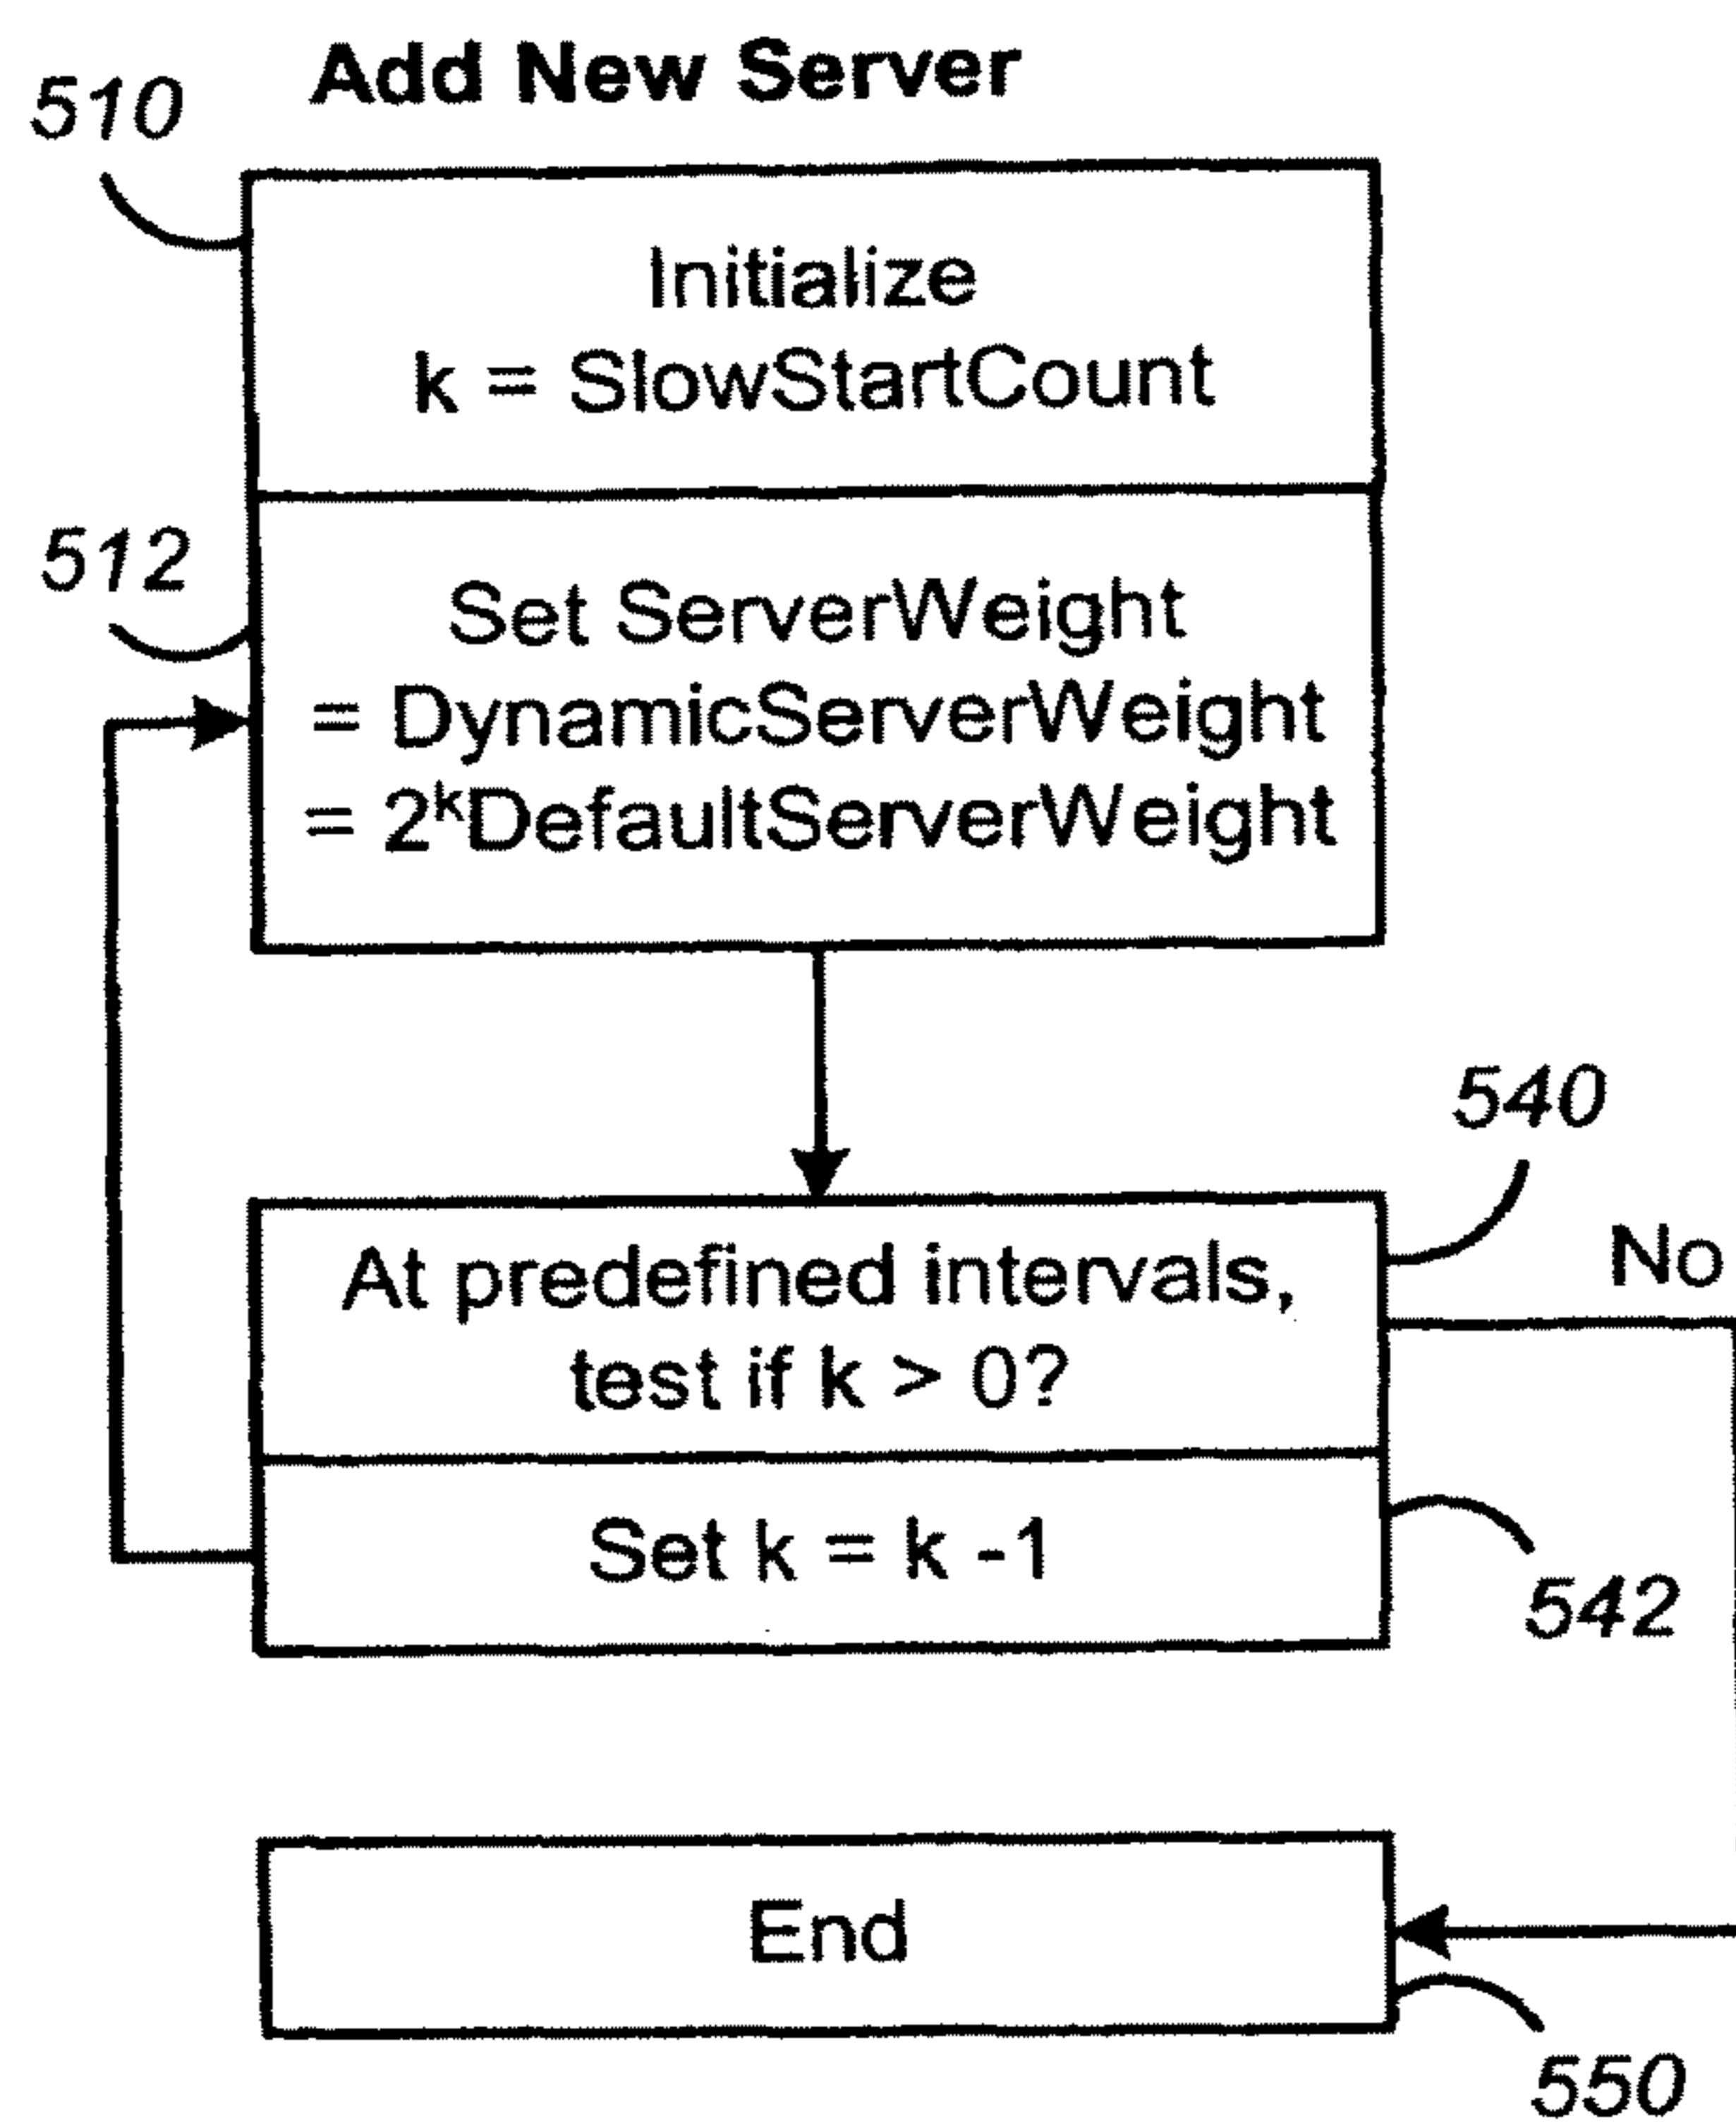 Add New Server
510
Initialize
k = SlowStartCount
512
Set ServerWeight
= DynamicServerWeight
= 2ᵏDefaultServerWeight
540
At predefined intervals,
test if k > 0?
No
Set k = k -1
542
End
550